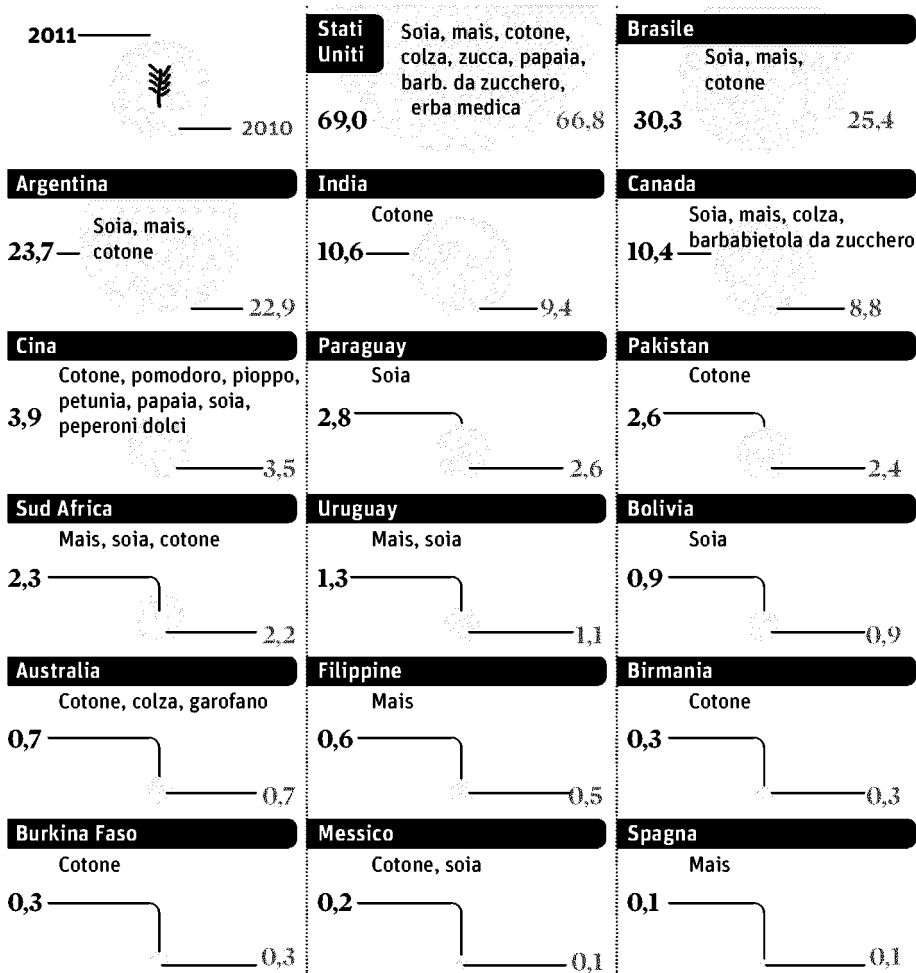 2011
2010
Stati
Uniti
Soia, mais, cotone,
colza, zucca, papaia,
barb. da zucchero,
erba medica
69,0
66,8
Brasile
Soia, mais,
cotone
30,3
25,4
Argentina
Soia, mais,
cotone
23,7
22,9
India
Cotone
10,6
9,4
Canada
Soia, mais, colza,
barbabietola da zucchero
10,4
8,8
Cina
Cotone, pomodoro, pioppo,
petunia, papaia, soia,
peperoni dolci
3,9
3,5
Paraguay
Soia
2,8
2,6
Pakistan
Cotone
2,6
2,4
Sud Africa
Mais, soia, cotone
2,3
2,2
Uruguay
Mais, soia
1,3
1,1
Bolivia
Soia
0,9
0,9
Australia
Cotone, colza, garofano
0,7
0,7
Filippine
Mais
0,6
0,5
Birmania
Cotone
0,3
0,3
Burkina Faso
Cotone
0,3
0,3
Messico
Cotone, soia
0,2
0,1
Spagna
Mais
0,1
0,1